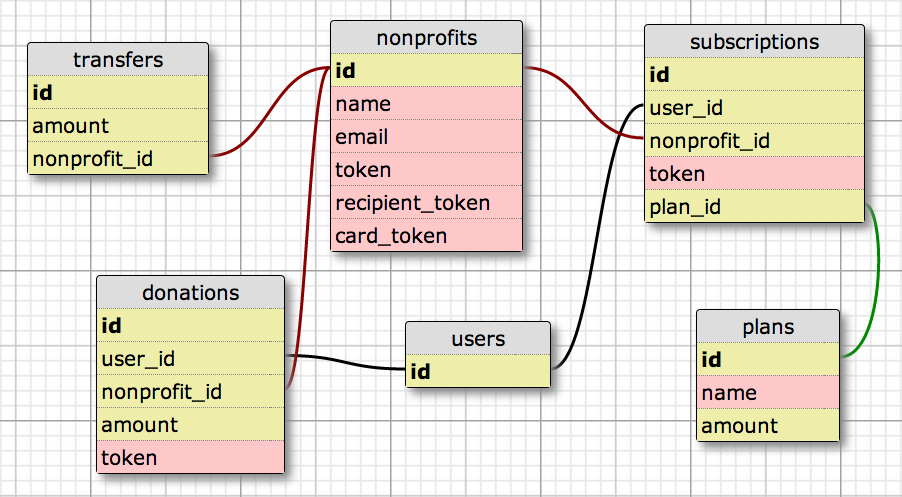 transfers
id
amount
nonprofit_id
nonprofits
id
name
email
token
recipient_token
card_token
subscriptions
id
user_id
nonprofit_id
token
plan_id
donations
id
user_id
nonprofit_id
amount
token
users
id
plans
id
name
amount